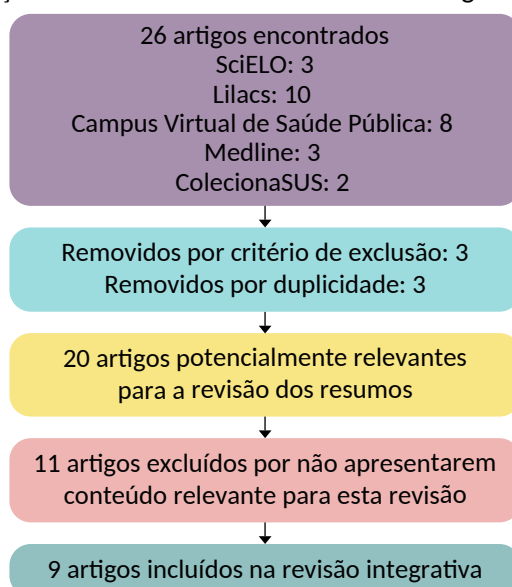 26 artigos encontrados
SciELO: 3
Lilacs: 10
Campus Virtual de Saúde Pública: 8
Medline: 3
ColecionaSUS: 2
Removidos por critério de exclusão: 3
Removidos por duplicidade: 3
20 artigos potencialmente relevantes
para a revisão dos resumos
11 artigos excluídos por não apresentarem
conteúdo relevante para esta revisão
9 artigos incluídos na revisão integrativa